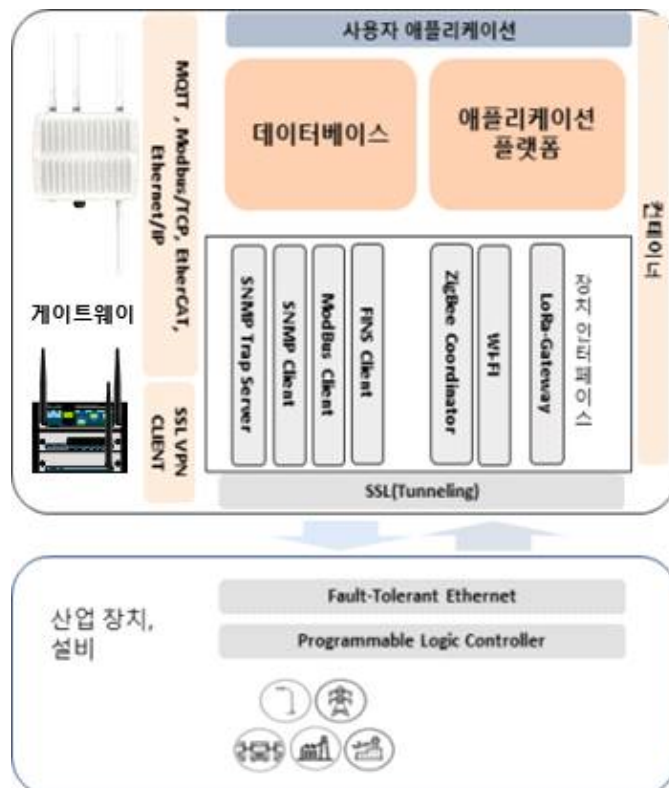 사용자 애플리케이션
MQTT , Modbus/TCP, EtherCAT,
Ethernet/IP
데이터베이스
애플리케이션
플랫폼
컨테이너
게이트웨이
SNMP Trap Server
SNMP Client
ModBus Client
FINS Client
ZigBee Coordinator
WI-FI
LoRa-Gateway
장치 인터페이스
SSL VPN
CLIENT
SSL(Tunneling)
산업 장치,
설비
Fault-Tolerant Ethernet
Programmable Logic Controller